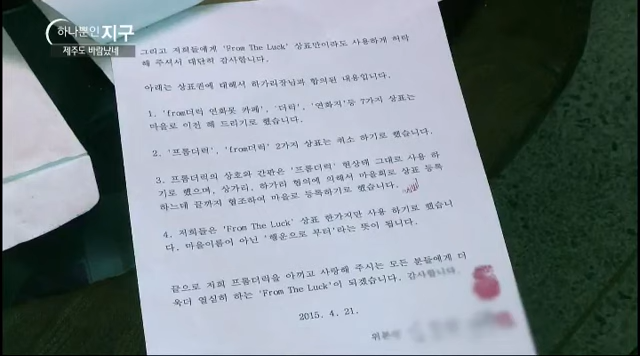 하나뿐인 지구
제주도 바람났네
그리고 저희들에게 'From The Luck' 상표만이라도 사용하게 허락
해 주셔서 대단히 감사합니다.
아래는 상표권에 대해서 하가리장님과 합의된 내용입니다.
1. 'from더럭 연화못 카페', '더럭', '연화지'등 7가지 상표는
마을로 이전 해 드리기로 했습니다.
2. '프롬더럭', 'from더럭' 2가지 상표는 취소 하기로 했습니다.
3. 프롬더럭의 상호와 간판은 '프롬더럭' 현상태 그대로 사용 하
기로 했으며, 상가리, 하가리 협의에 의해서 마을회로 상표 등록
하는데 끝까지 협조하여 마을로 등록하기로 했습니다.
4. 저희들은 'From The Luck' 상표 한가지만 사용 하기로 했습니
다. 마을이름이 아닌 '행운으로 부터'라는 뜻이 됩니다.
끝으로 저희 프롬더럭을 아끼고 사랑해 주시는 모든 분들에게 더
욱더 열심히 하는 'From The Luck'이 되겠습니다. 감사합니다.
2015. 4. 21.